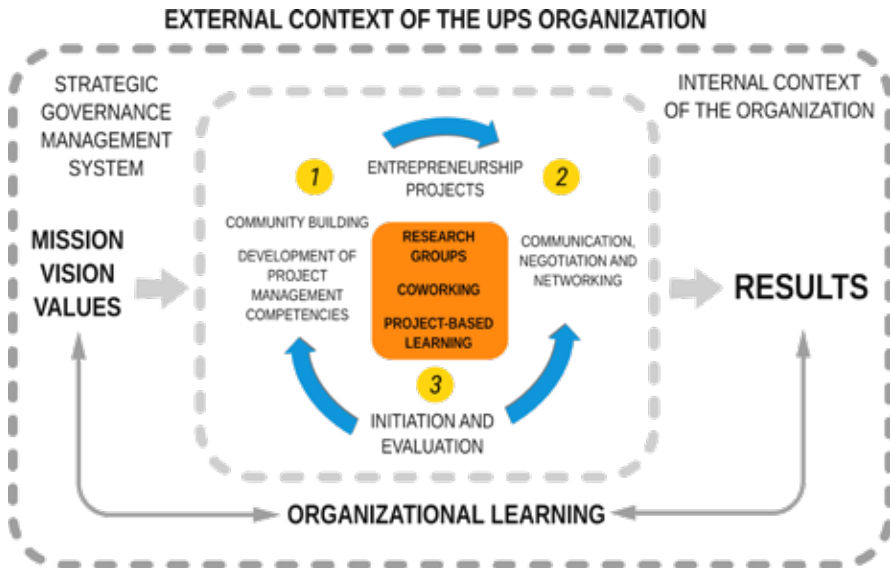 EXTERNAL CONTEXT OF THE UPS ORGANIZATION
STRATEGIC
GOVERNANCE
MANAGEMENT
SYSTEM
INTERNAL CONTEXT
OF THE ORGANIZATION
1
ENTREPRENEURSHIP
PROJECTS
2
COMMUNITY BUILDING
DEVELOPMENT OF
PROJECT
MANAGEMENT
COMPETENCIES
RESEARCH
GROUPS
COWORKING
PROJECT-BASED
LEARNING
COMMUNICATION,
NEGOTIATION AND
NETWORKING
MISSION
VISION
VALUES
RESULTS
3
INITIATION AND
EVALUATION
ORGANIZATIONAL LEARNING